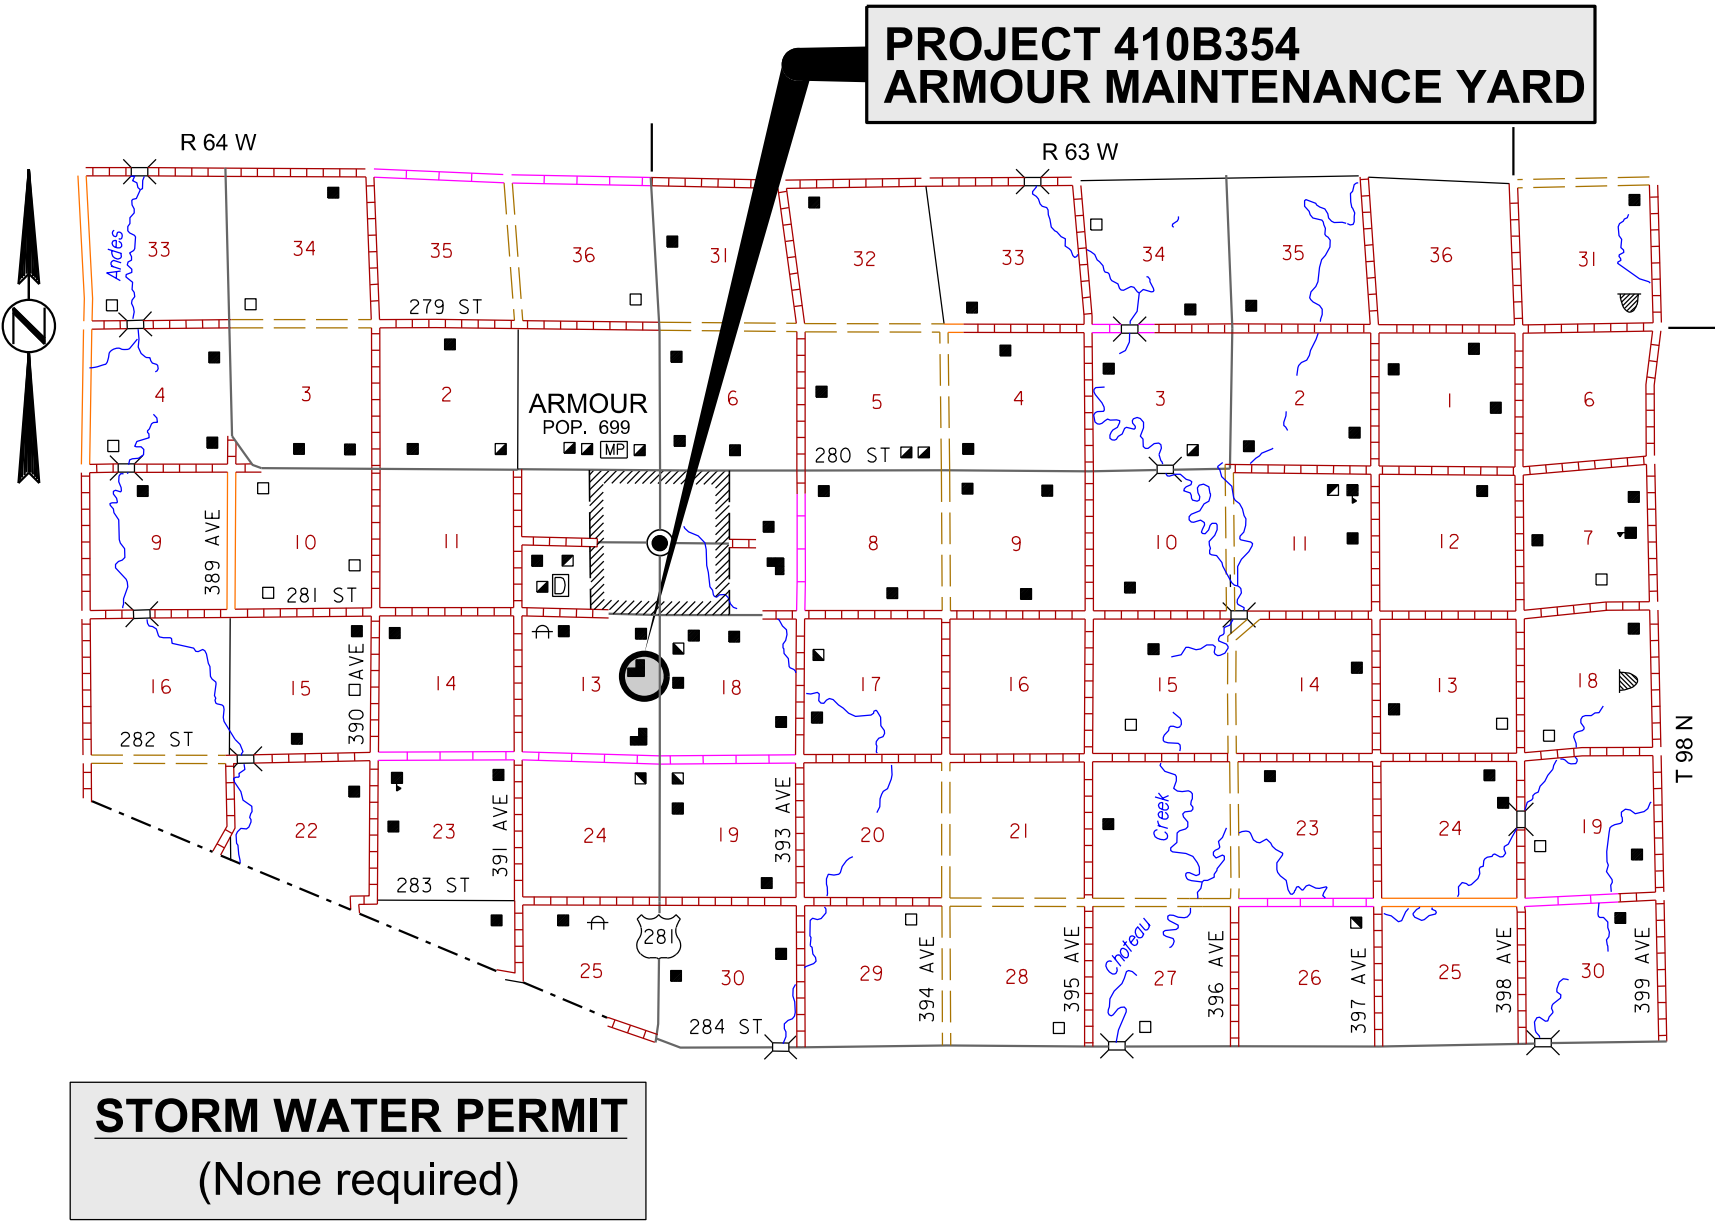 PROJECT 410B354
ARMOUR MAINTENANCE YARD
R 64 W
R 63 W
N
Andes
33 34 35 36 31 32 33 34 35 36 31
279 ST
4 3 2 6 5 4 3 2 1 6
ARMOUR
POP. 699
MP
280 ST
9 389 AVE 10 11 8 9 10 11 12 7
D
281 ST
16 15 390 AVE 14 13 18 17 16 15 14 13 18
282 ST
T 98 N
22 23 391 AVE 24 19 393 AVE 20 21 Creek 23 24 19
283 ST
281
25 30 29 394 AVE 28 395 AVE Choteau 27 396 AVE 26 397 AVE 25 398 AVE 30 399 AVE
284 ST
STORM WATER PERMIT
(None required)